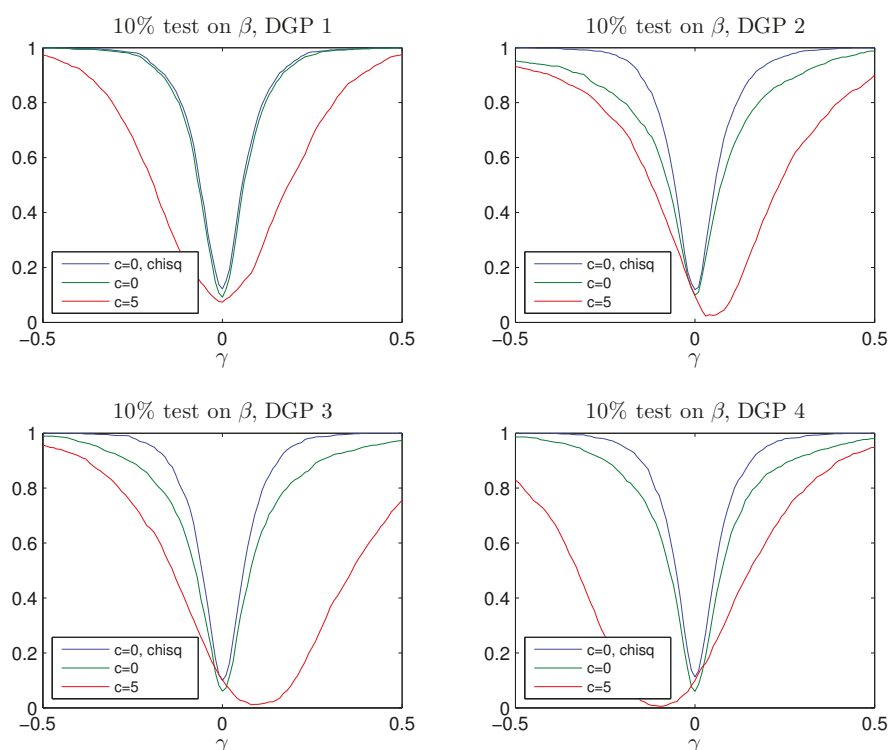 10% test on β, DGP 1
1
0.8
0.6
0.4
0.2
0
c=0, chisq
c=0
c=5
−0.5
0
0.5
γ
10% test on β, DGP 2
1
0.8
0.6
0.4
0.2
0
c=0, chisq
c=0
c=5
−0.5
0
0.5
γ
10% test on β, DGP 3
1
0.8
0.6
0.4
0.2
0
c=0, chisq
c=0
c=5
−0.5
0
0.5
γ
10% test on β, DGP 4
1
0.8
0.6
0.4
0.2
0
c=0, chisq
c=0
c=5
−0.5
0
0.5
γ